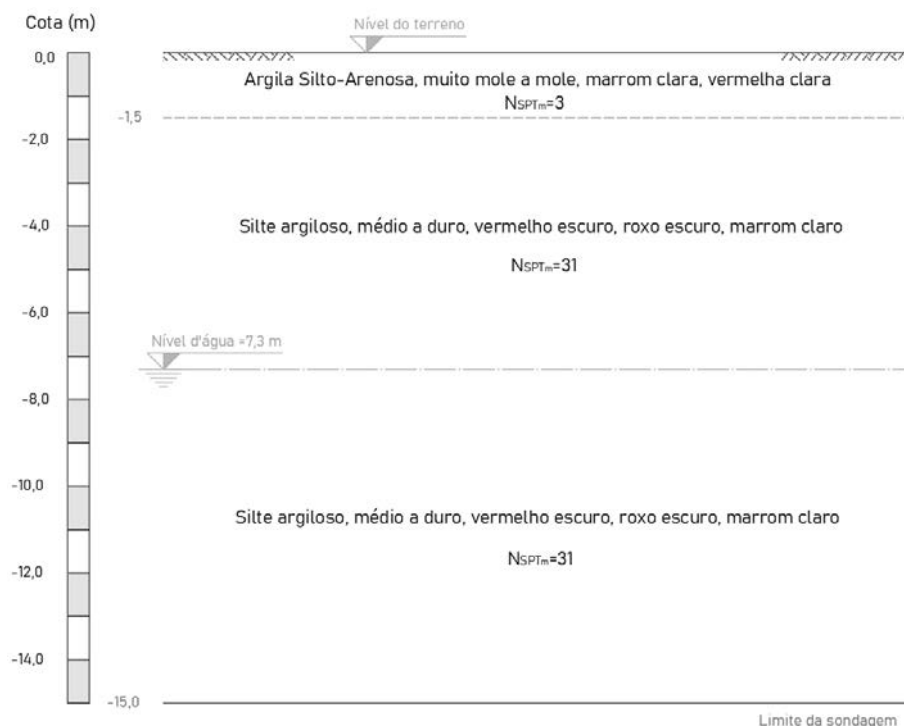 Cota (m)
Nível do terreno
0,0
Argila Silto-Arenosa, muito mole a mole, marrom clara, vermelha clara
NSPTm=3
-1,5
-2,0
-4,0
Silte argiloso, médio a duro, vermelho escuro, roxo escuro, marrom claro
NSPTm=31
-6,0
Nível d'água =7,3 m
-8,0
-10,0
Silte argiloso, médio a duro, vermelho escuro, roxo escuro, marrom claro
NSPTm=31
-12,0
-14,0
-15,0
Limite da sondagem